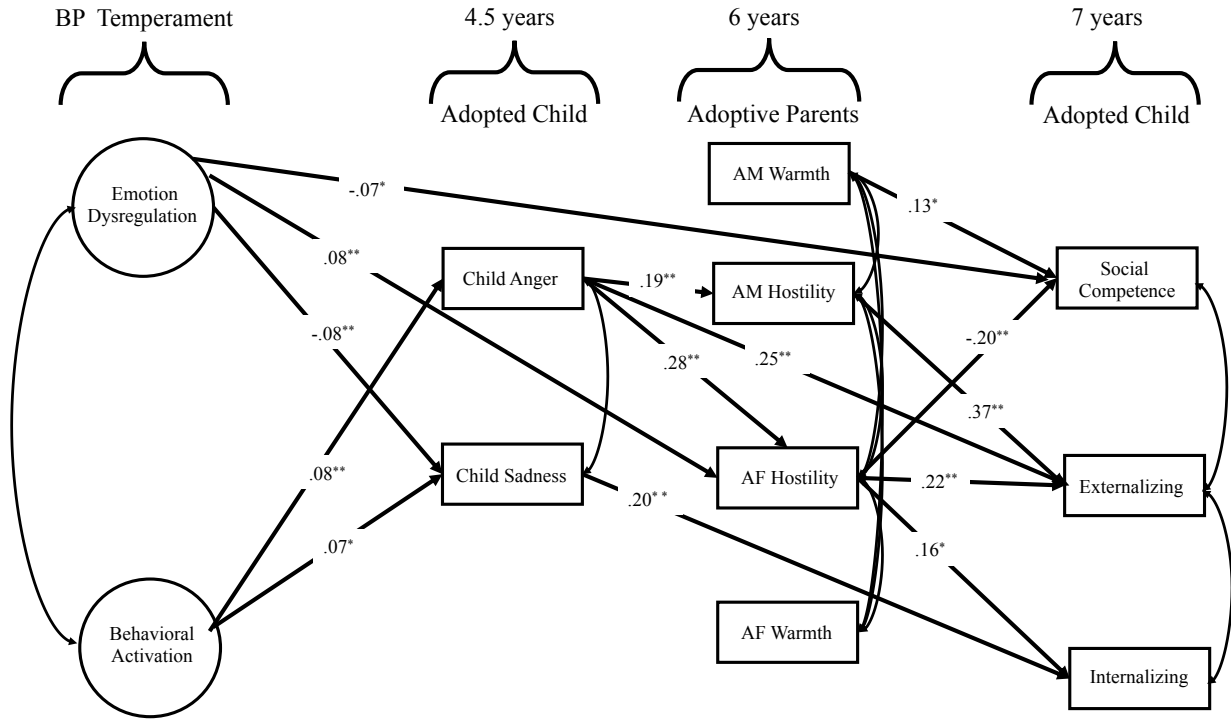 BP Temperament
4.5 years
6 years
7 years
Adopted Child
Adoptive Parents
Adopted Child
Emotion
Dysregulation
Behavioral
Activation
Child Anger
Child Sadness
AM Warmth
AM Hostility
AF Hostility
AF Warmth
Social
Competence
Externalizing
Internalizing
-.07*
.08**
-.08**
.08**
.07*
.19**
.28**
.25**
.20**
.13*
-.20**
.37**
.22**
.16*